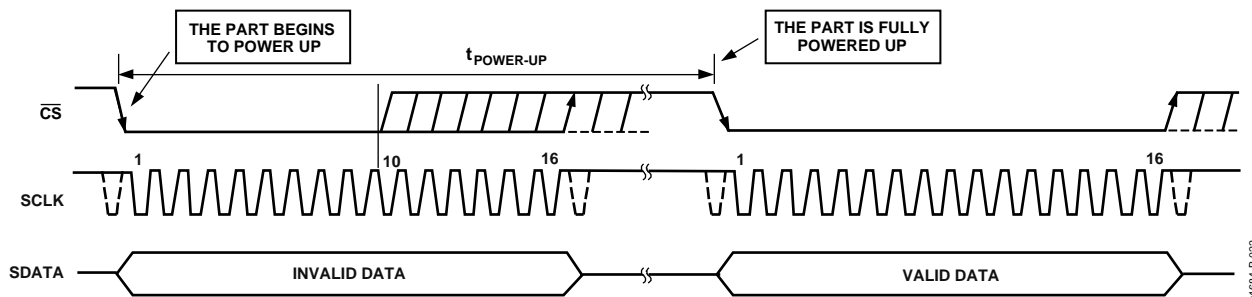 THE PART BEGINS
TO POWER UP
THE PART IS FULLY
POWERED UP
tPOWER-UP
CS
1
10
16
1
16
SCLK
SDATA
INVALID DATA
VALID DATA